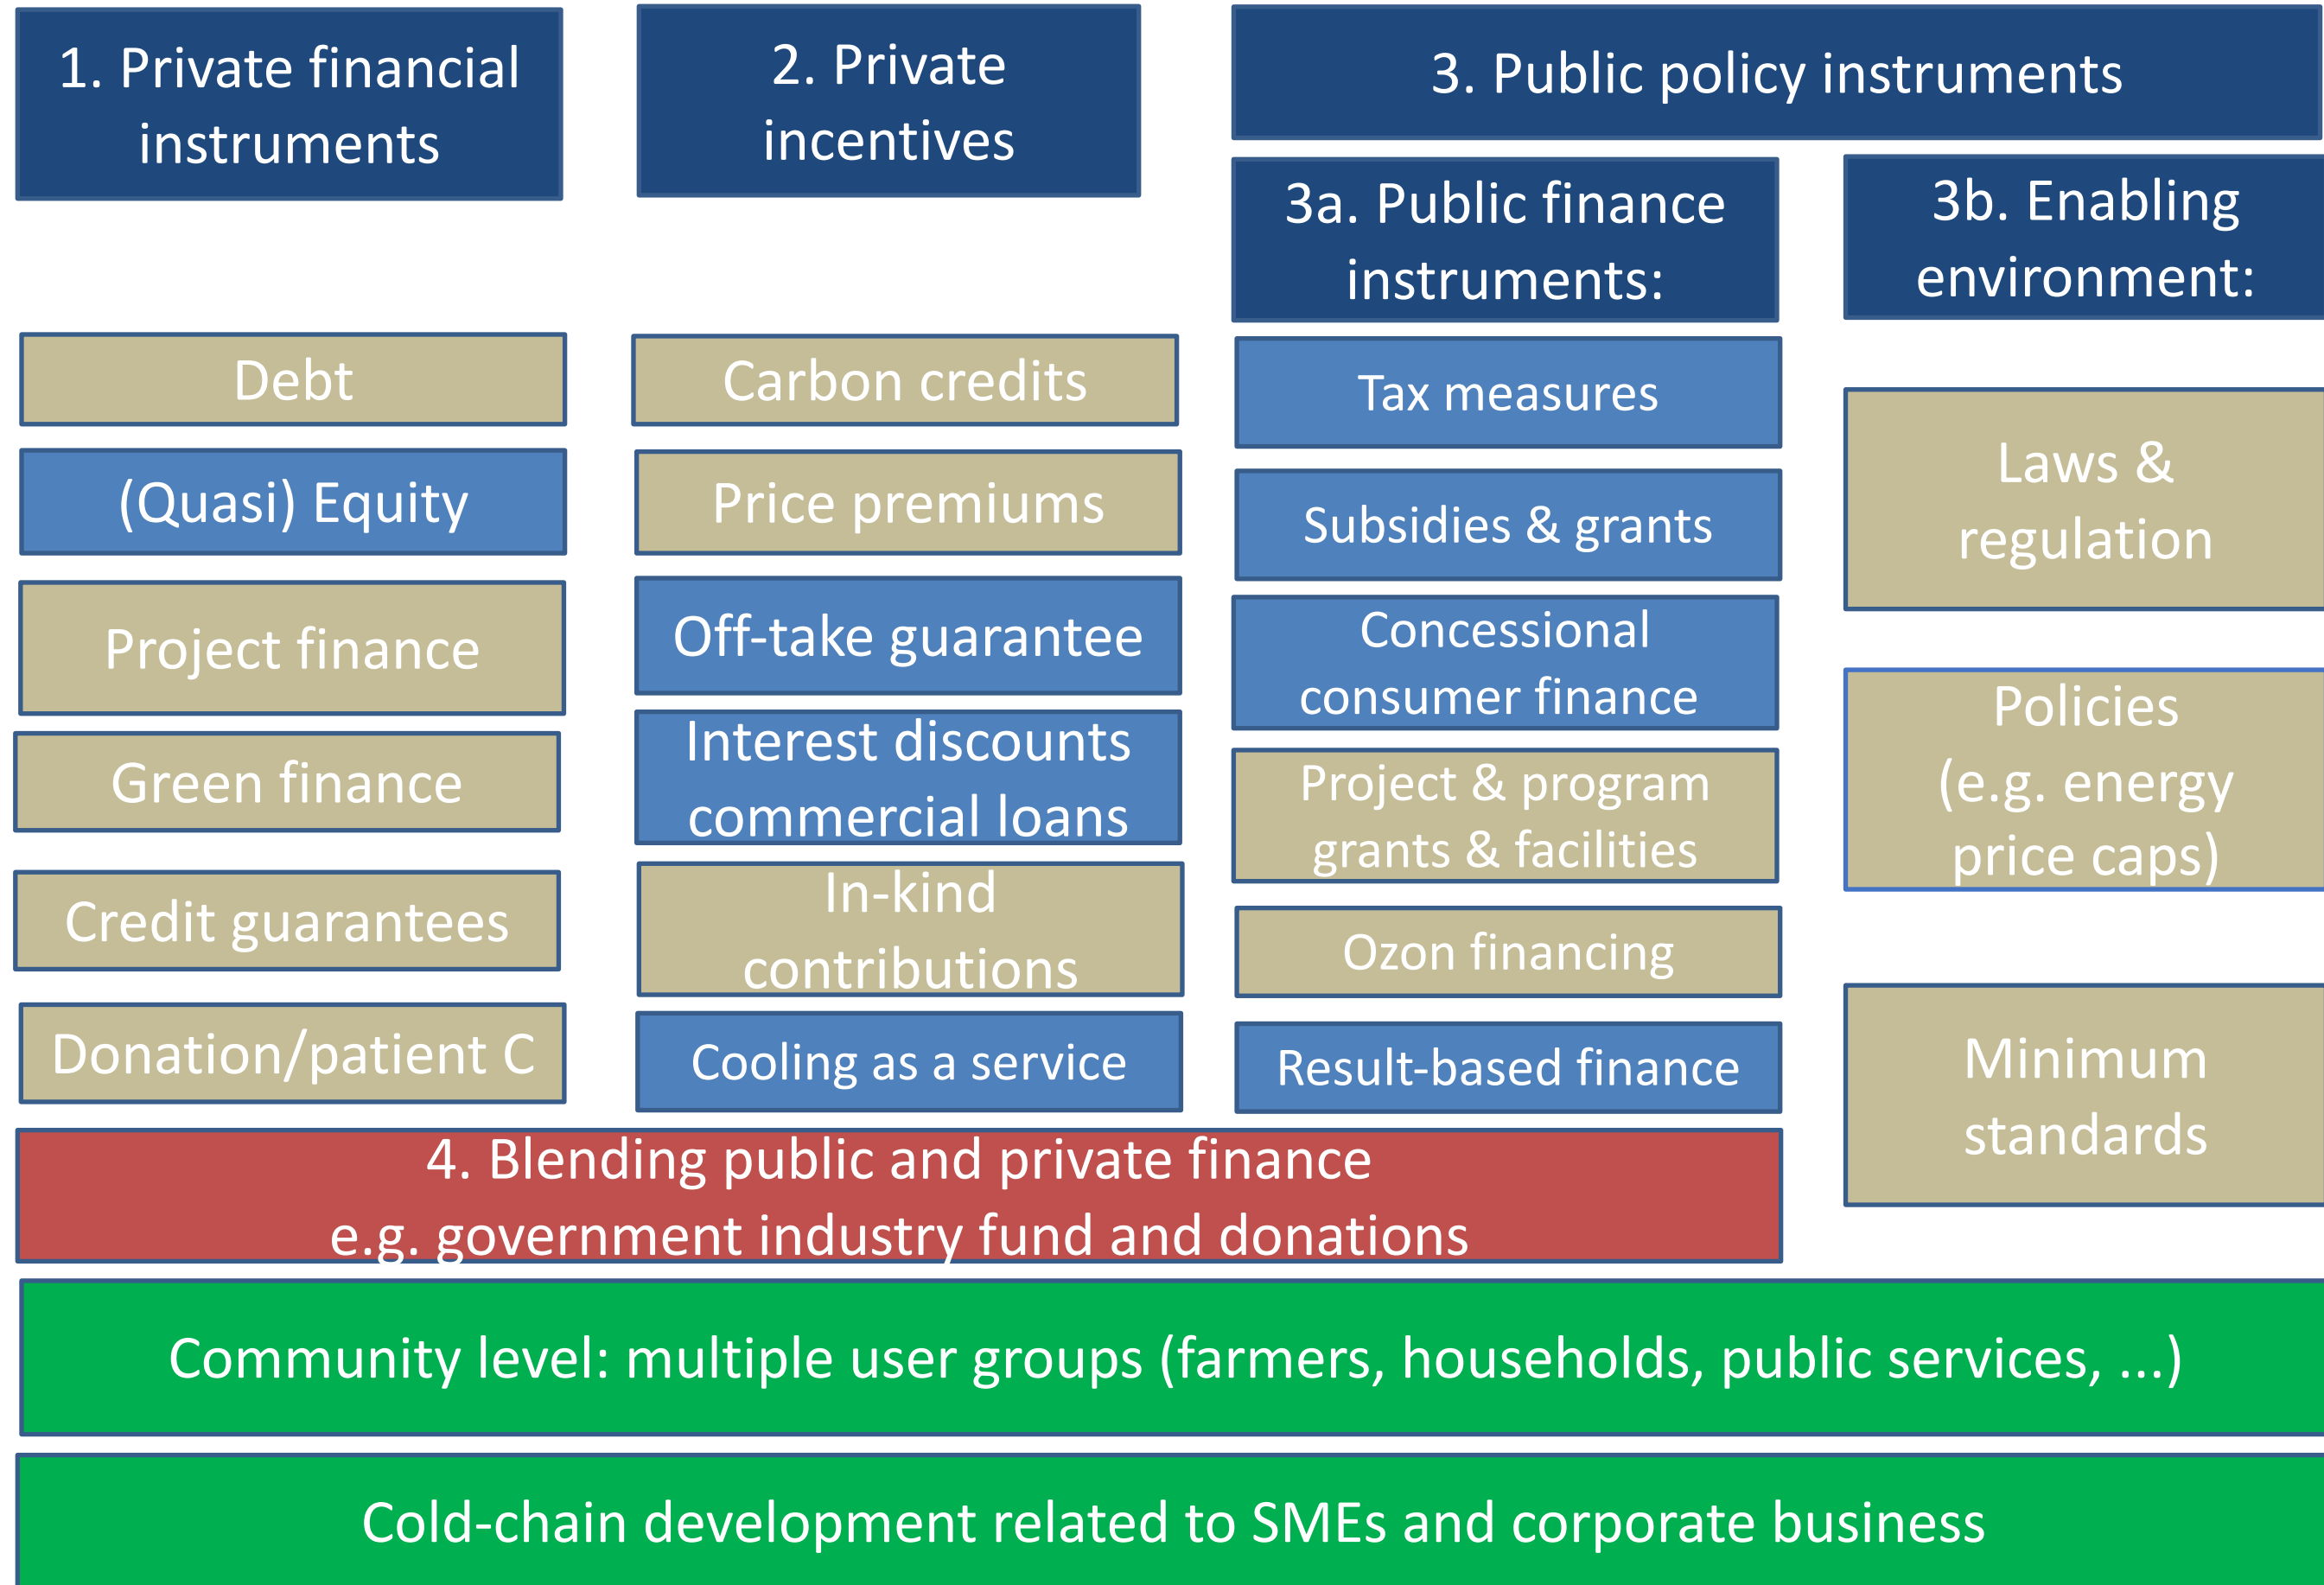 1. Private financial
instruments
2. Private
incentives
3. Public policy instruments
3a. Public finance
instruments:
3b. Enabling
environment:
Debt
(Quasi) Equity
Project finance
Green finance
Credit guarantees
Donation/patient C
Carbon credits
Price premiums
Off-take guarantee
Interest discounts
commercial loans
In-kind
contributions
Cooling as a service
Tax measures
Subsidies & grants
Concessional
consumer finance
Project & program
grants & facilities
Ozon financing
Result-based finance
Laws &
regulation
Policies
(e.g. energy
price caps)
Minimum
standards
4. Blending public and private finance
e.g. government industry fund and donations
Community level: multiple user groups (farmers, households, public services, ...)
Cold-chain development related to SMEs and corporate business